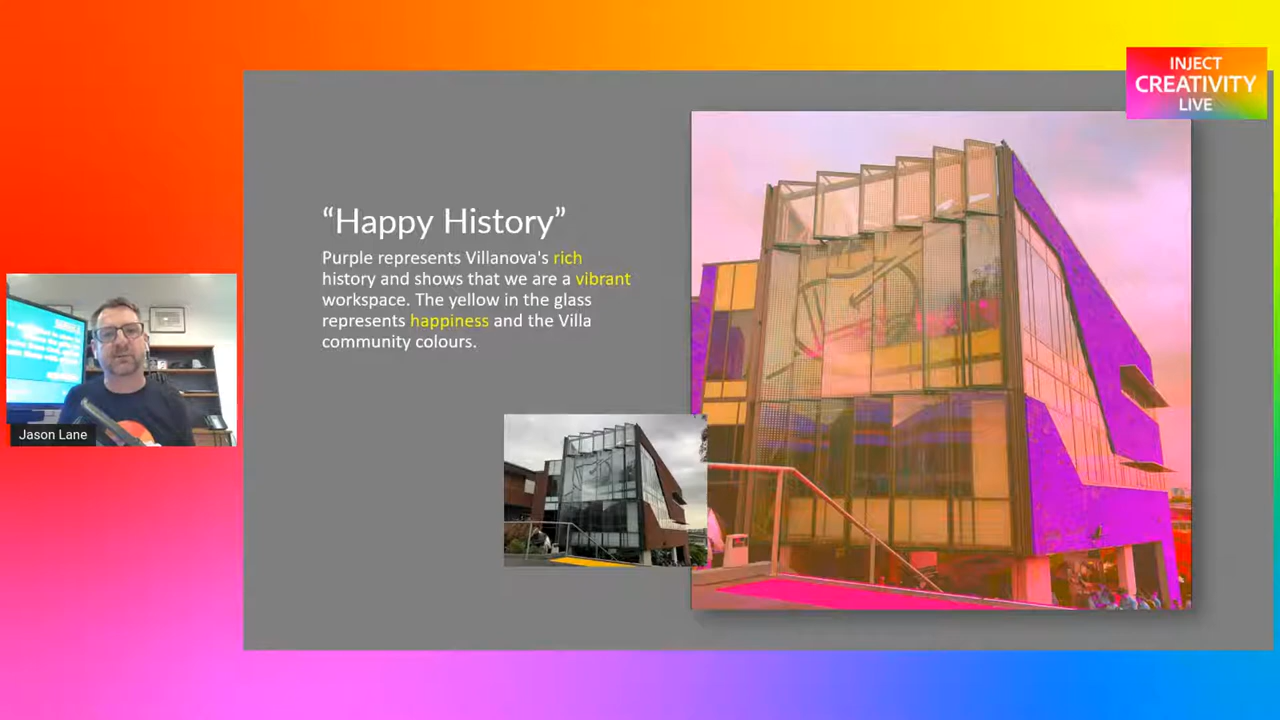 INJECT
CREATIVITY
LIVE
“Happy History”
Purple represents Villanova's rich
history and shows that we are a vibrant
workspace. The yellow in the glass
represents happiness and the Villa
community colours.
Jason Lane